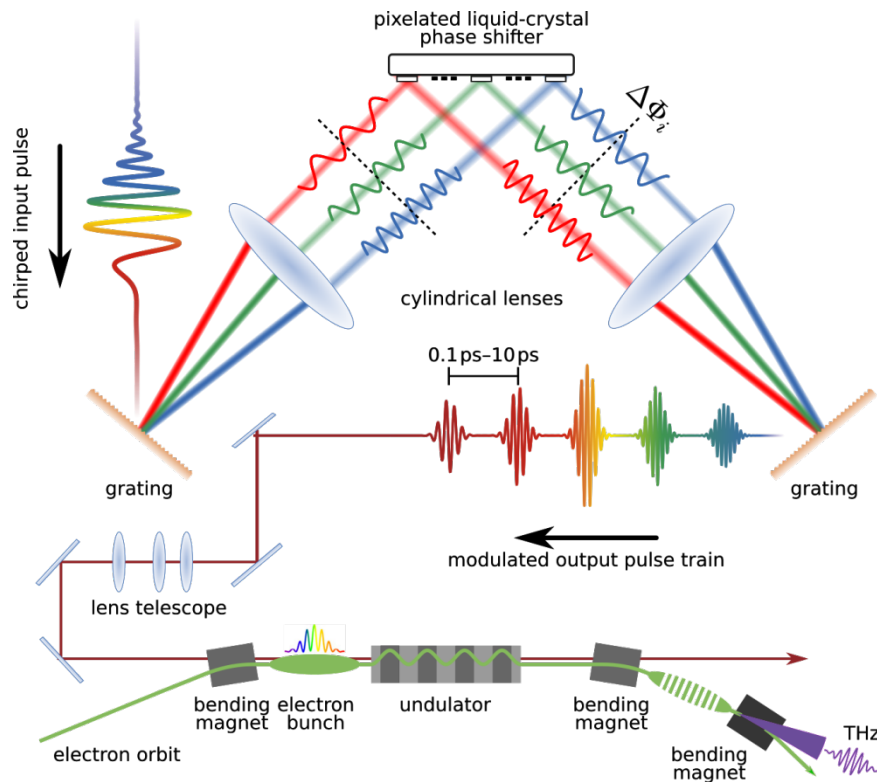 pixelated liquid-crystal
phase shifter
ΔΦᵢ
chirped input pulse
cylindrical lenses
0.1 ps–10 ps
grating
grating
modulated output pulse train
lens telescope
bending
magnet
electron
bunch
undulator
bending
magnet
electron orbit
bending
magnet
THz